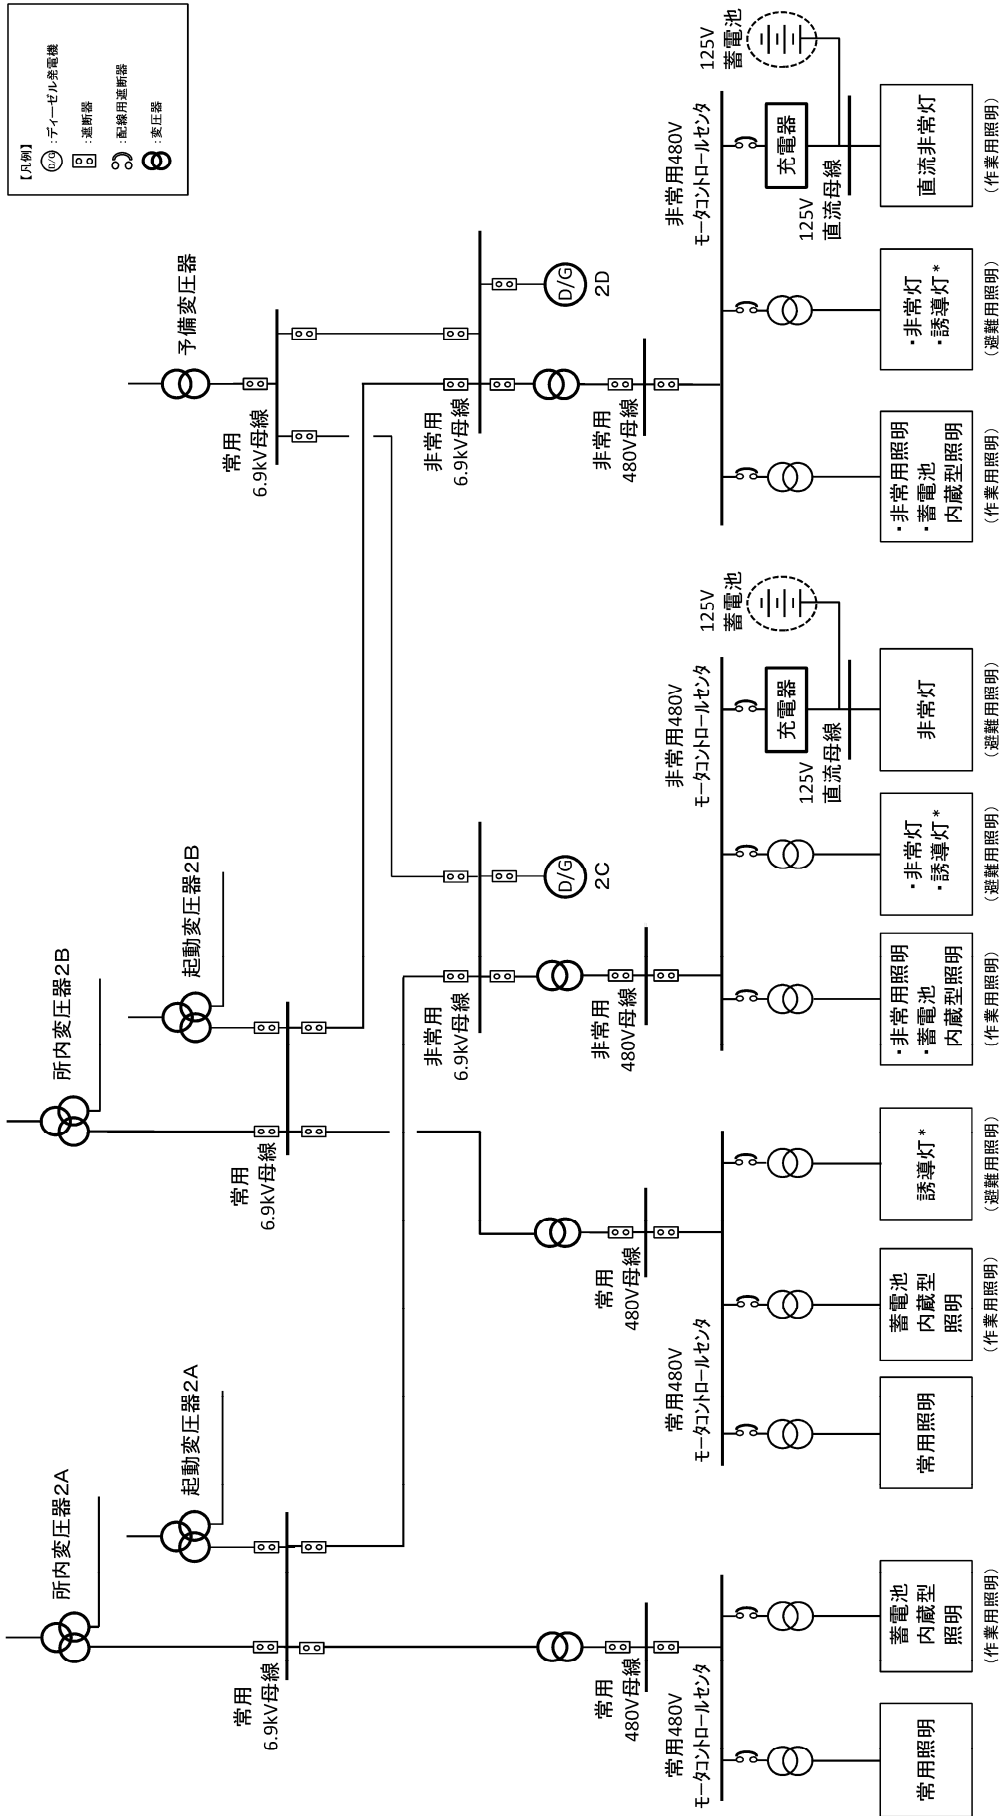 【凡例】
D/G :ディーゼル発電機
:遮断器
:配線用遮断器
:変圧器
所内変圧器2A
所内変圧器2B
起動変圧器2A
起動変圧器2B
予備変圧器
常用
6.9kV母線
常用
6.9kV母線
常用
6.9kV母線
非常用
6.9kV母線
非常用
6.9kV母線
D/G
2C
D/G
2D
常用
480V母線
常用
480V母線
非常用
480V母線
非常用
480V母線
常用480V
モータコントロールセンタ
常用480V
モータコントロールセンタ
非常用480V
モータコントロールセンタ
非常用480V
モータコントロールセンタ
125V
蓄電池
125V
蓄電池
充電器
充電器
125V
直流母線
125V
直流母線
常用照明
蓄電池
内蔵型
照明
(作業用照明)
常用照明
蓄電池
内蔵型
照明
(作業用照明)
誘導灯*
(避難用照明)
・非常用照明
・蓄電池
内蔵型照明
(作業用照明)
・非常灯
・誘導灯*
(避難用照明)
非常灯
(避難用照明)
・非常用照明
・蓄電池
内蔵型照明
(作業用照明)
・非常灯
・誘導灯*
(避難用照明)
直流非常灯
(作業用照明)